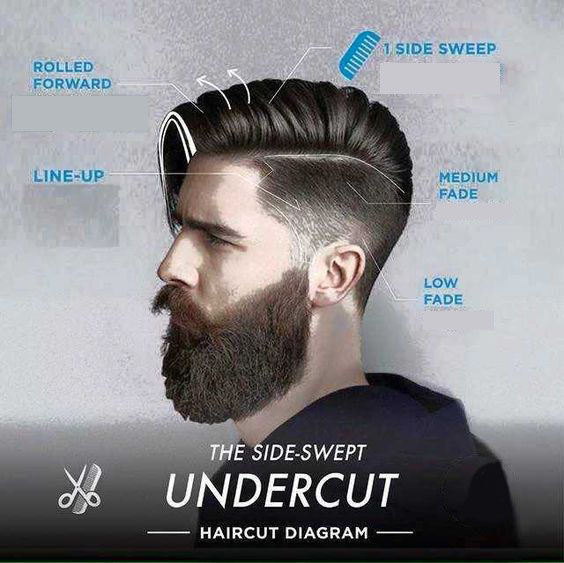 1 SIDE SWEEP
ROLLED
FORWARD
LINE-UP
MEDIUM
FADE
LOW
FADE
THE SIDE-SWEPT
UNDERCUT
HAIRCUT DIAGRAM